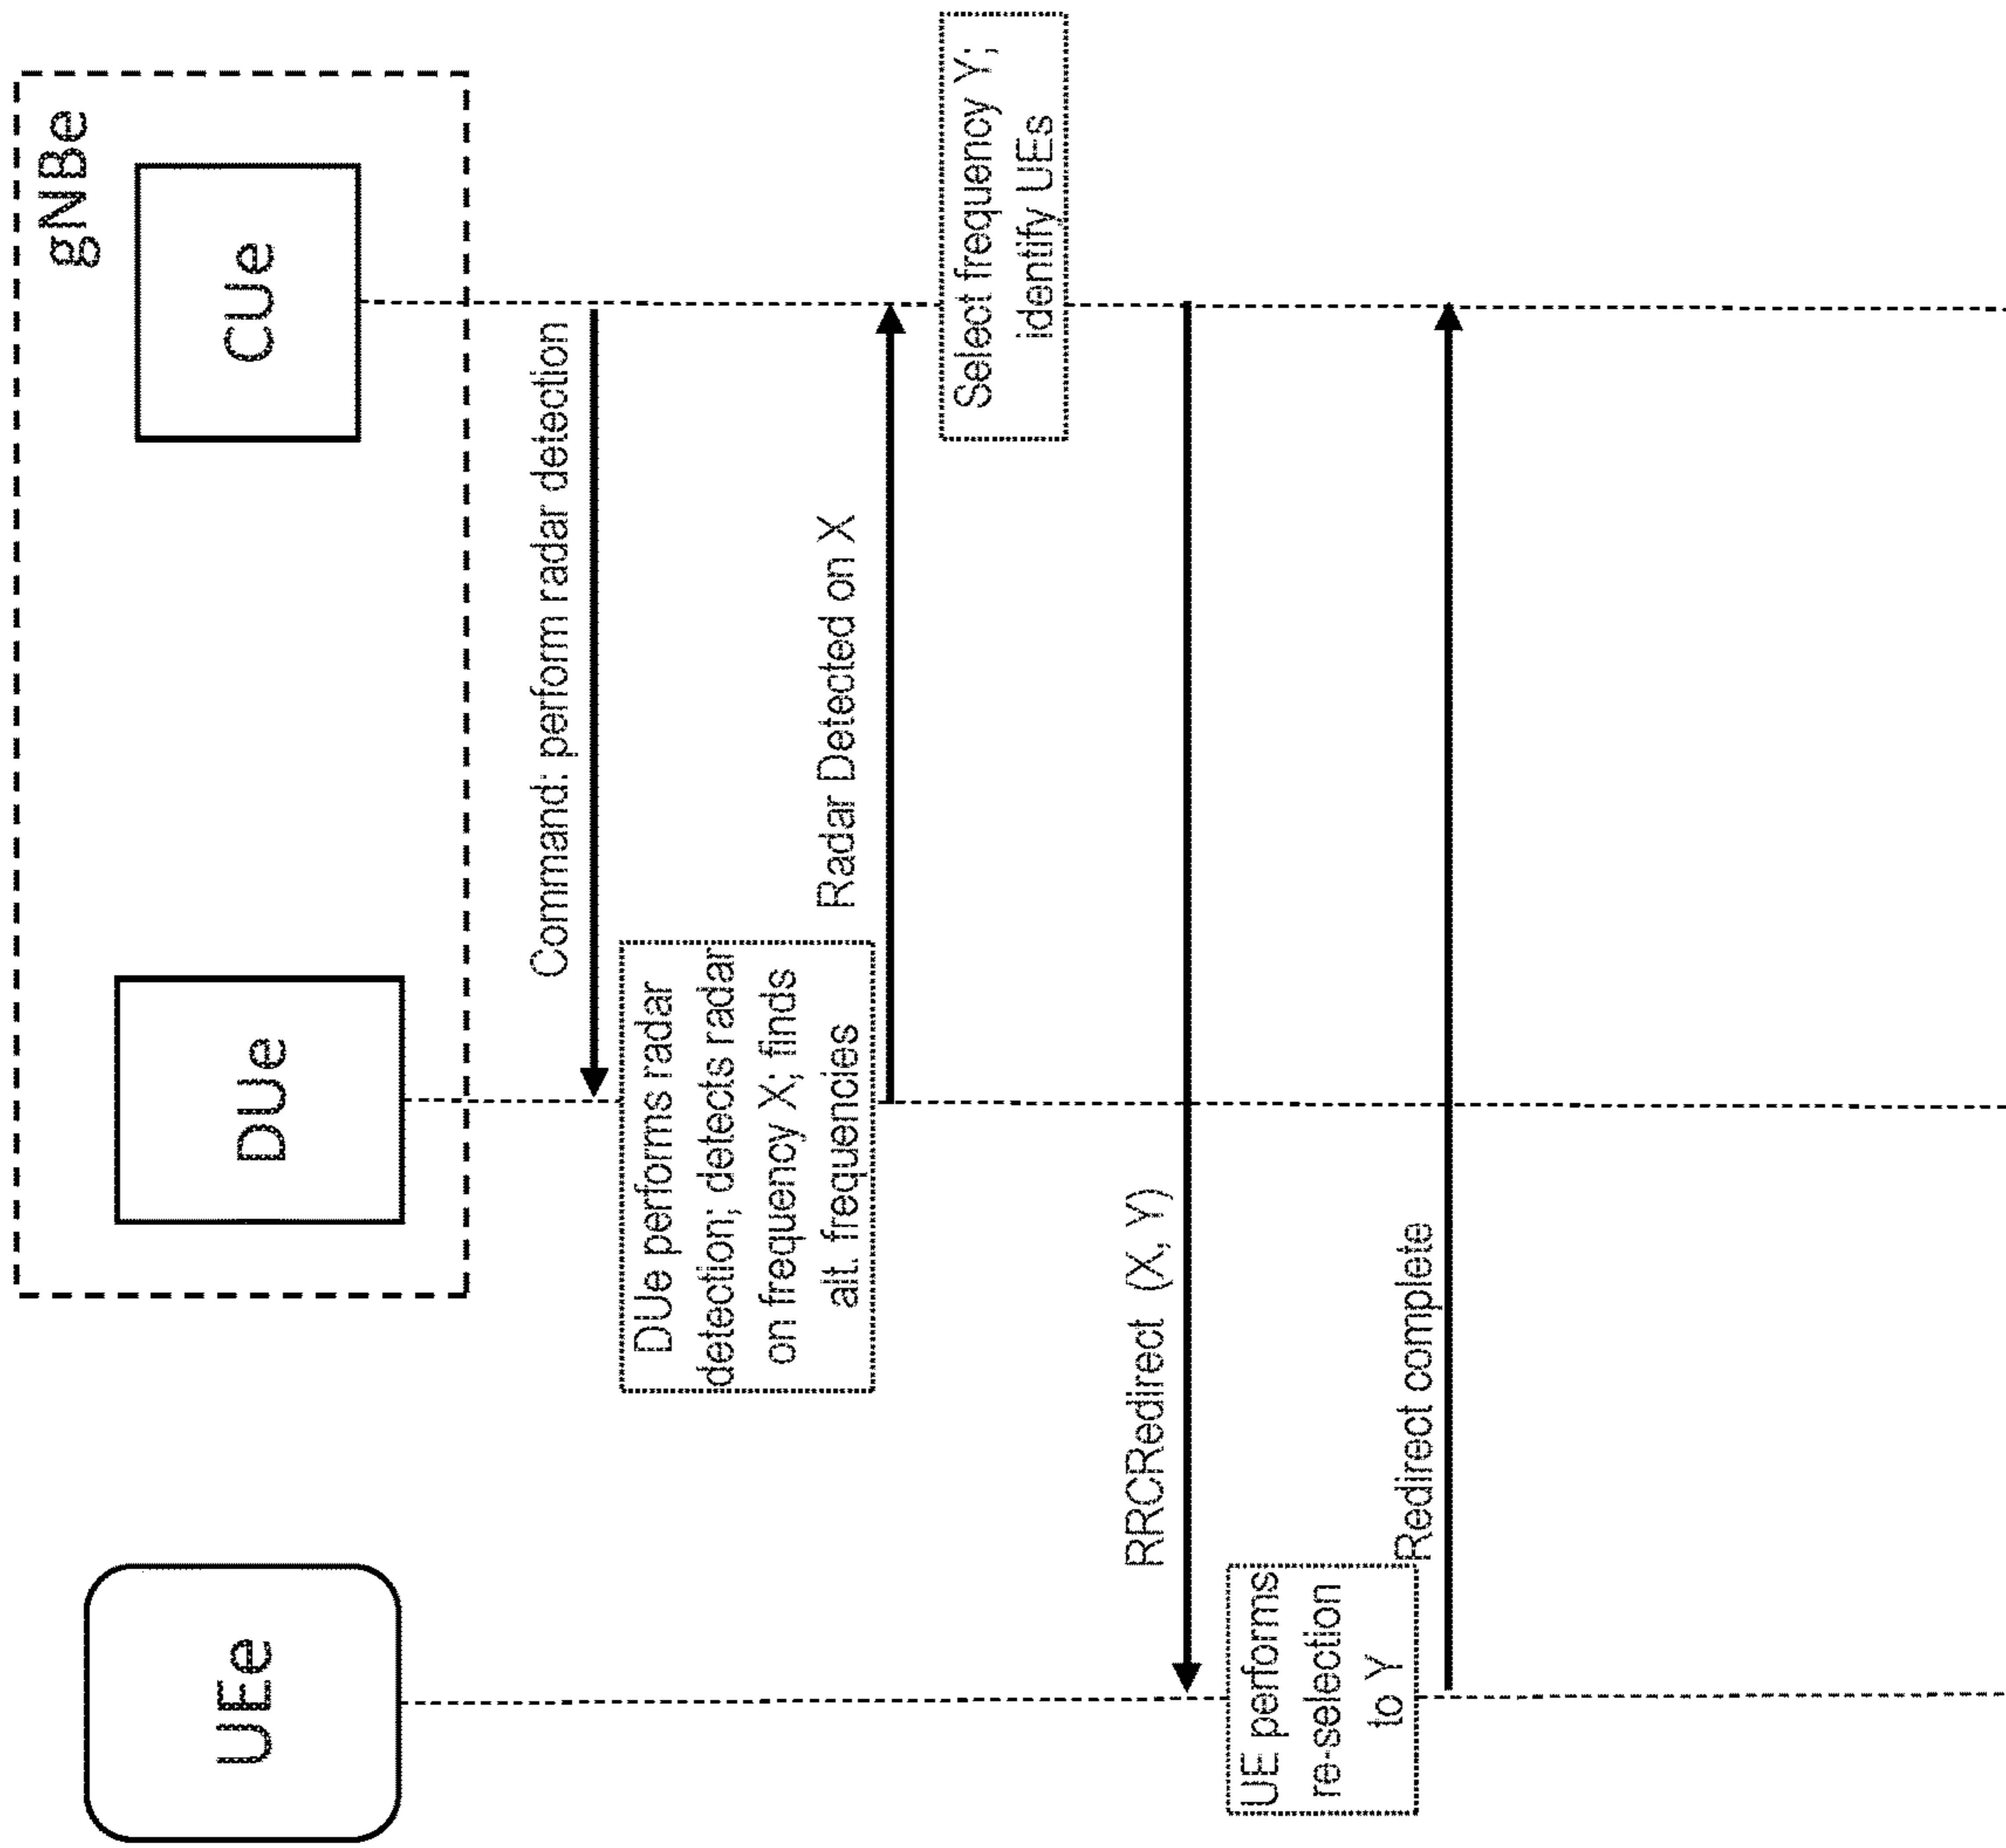 gNBe
UEe
DUe
CUe
Command: perform radar detection
DUe performs radar
detection; detects radar
on frequency X; finds
alt. frequencies
Radar Detected on X
Select frequency Y;
identify UEs
RRCRedirect (X, Y)
UE performs
re-selection
to Y
Redirect complete